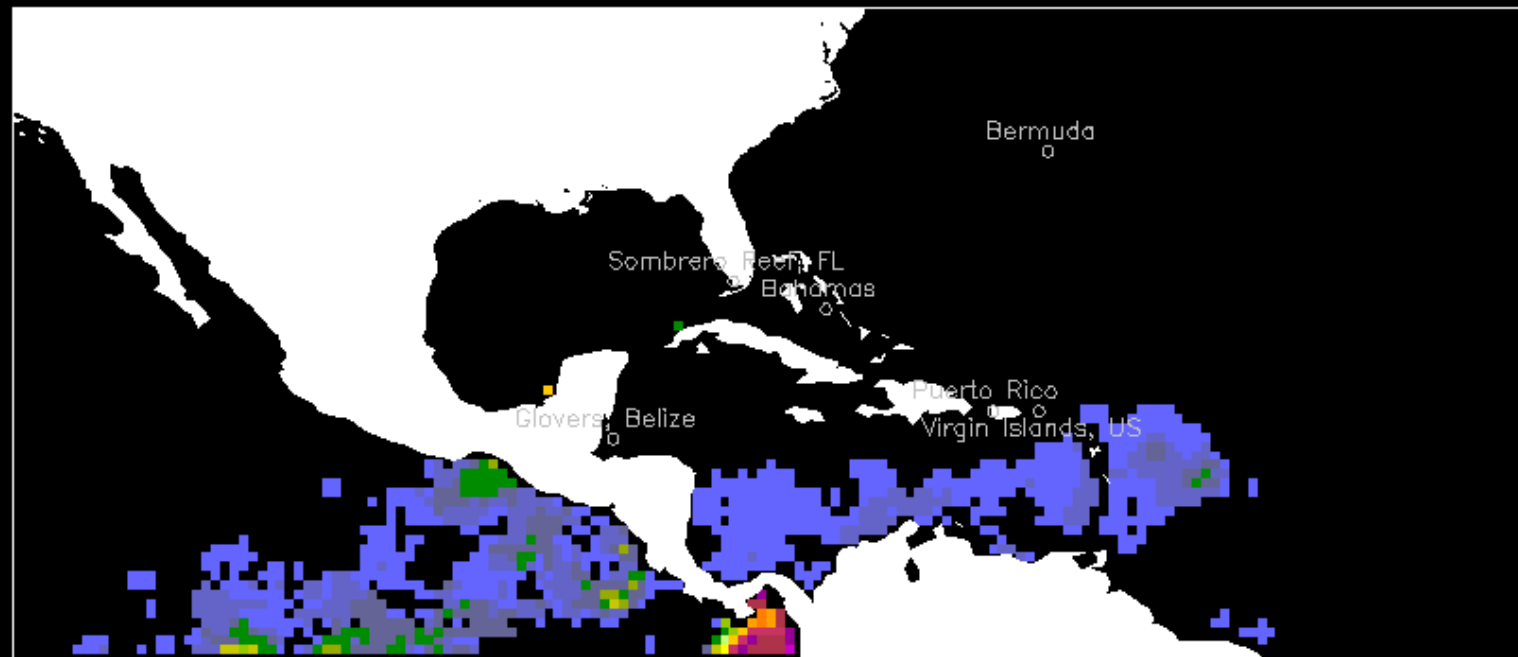 Bermuda
Sombrero Reef, FL
Bahamas
Puerto Rico
Glovers, Belize
Virgin Islands, US